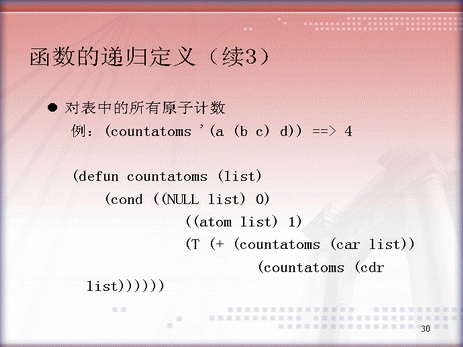 函数的递归定义（续3）
● 对表中的所有原子计数
例：(countatoms '(a (b c) d)) ==> 4
(defun countatoms (list)
(cond ((NULL list) 0)
((atom list) 1)
(T (+ (countatoms (car list))
(countatoms (cdr
list))))))
30